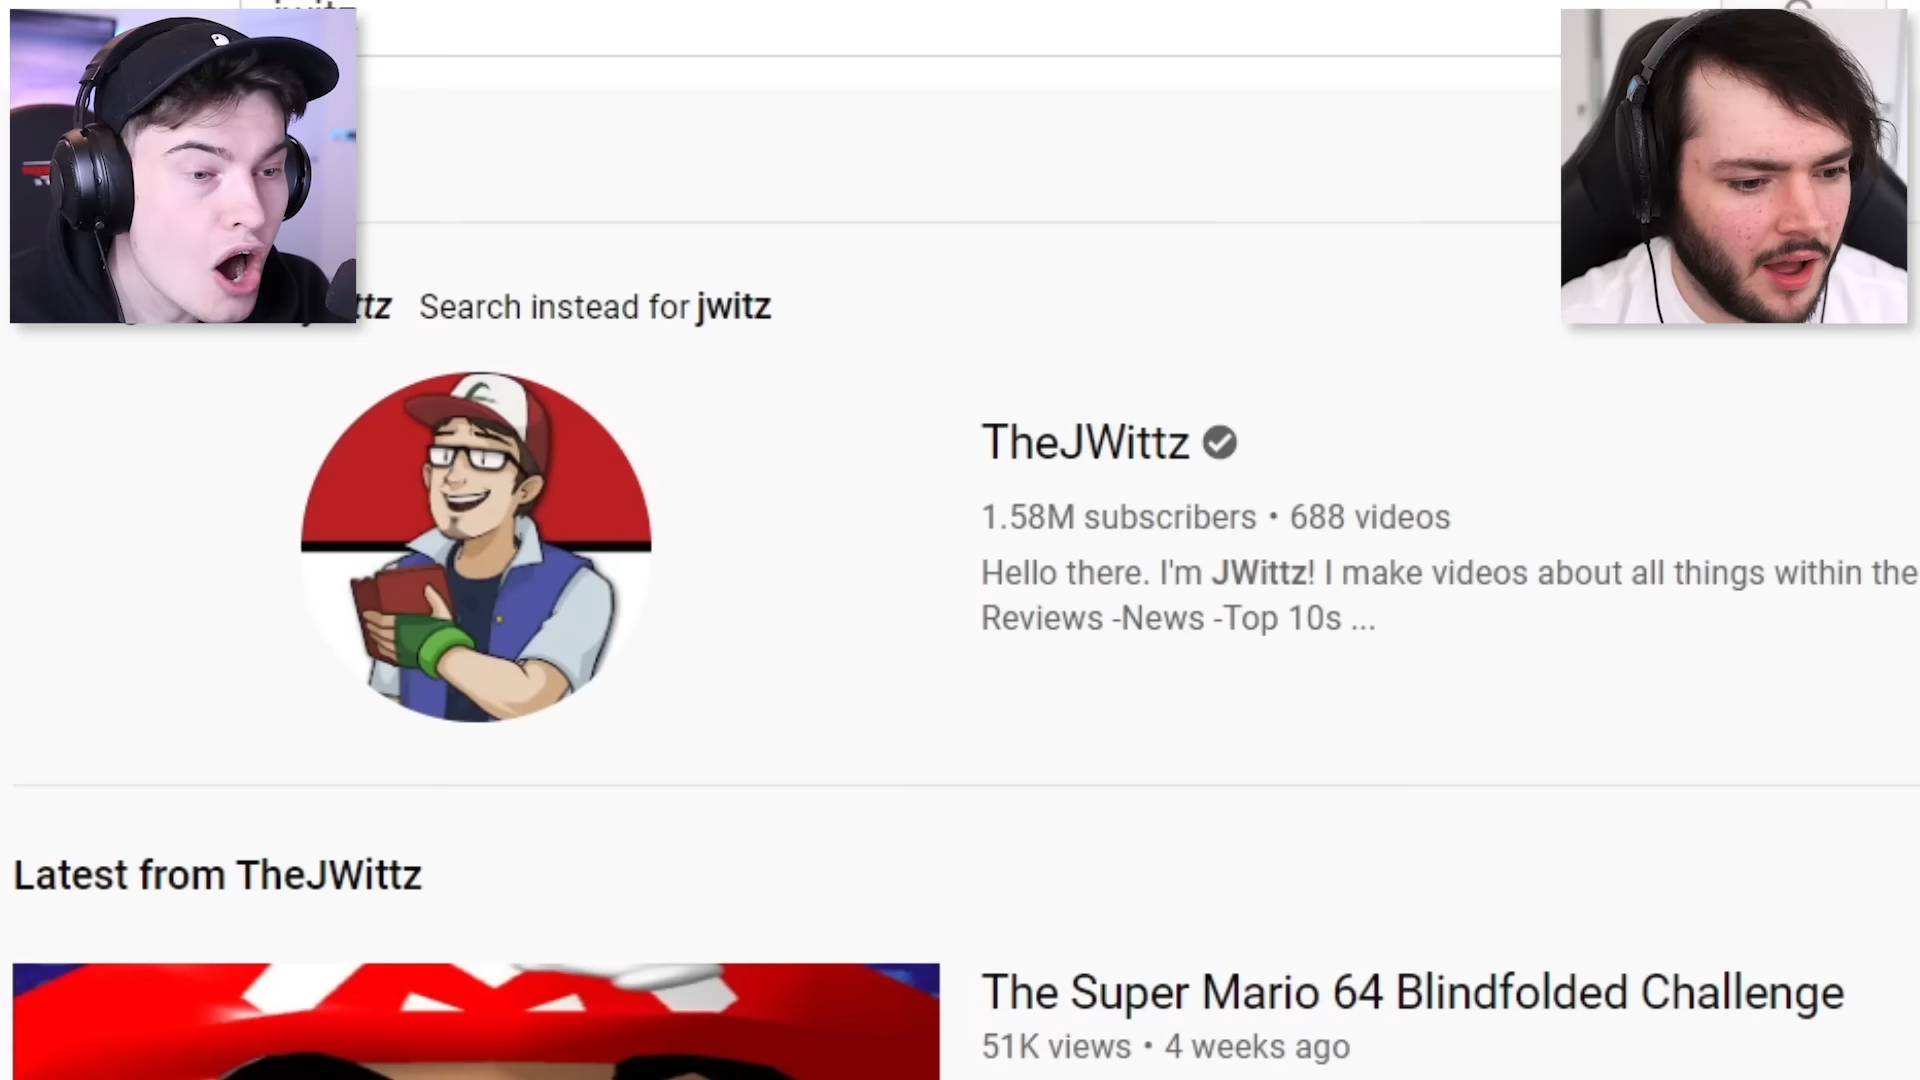 Search instead for jwitz
TheJWittz
1.58M subscribers • 688 videos
Hello there. I'm JWittz! I make videos about all things within the
Reviews -News -Top 10s ...
Latest from TheJWittz
The Super Mario 64 Blindfolded Challenge
51K views • 4 weeks ago